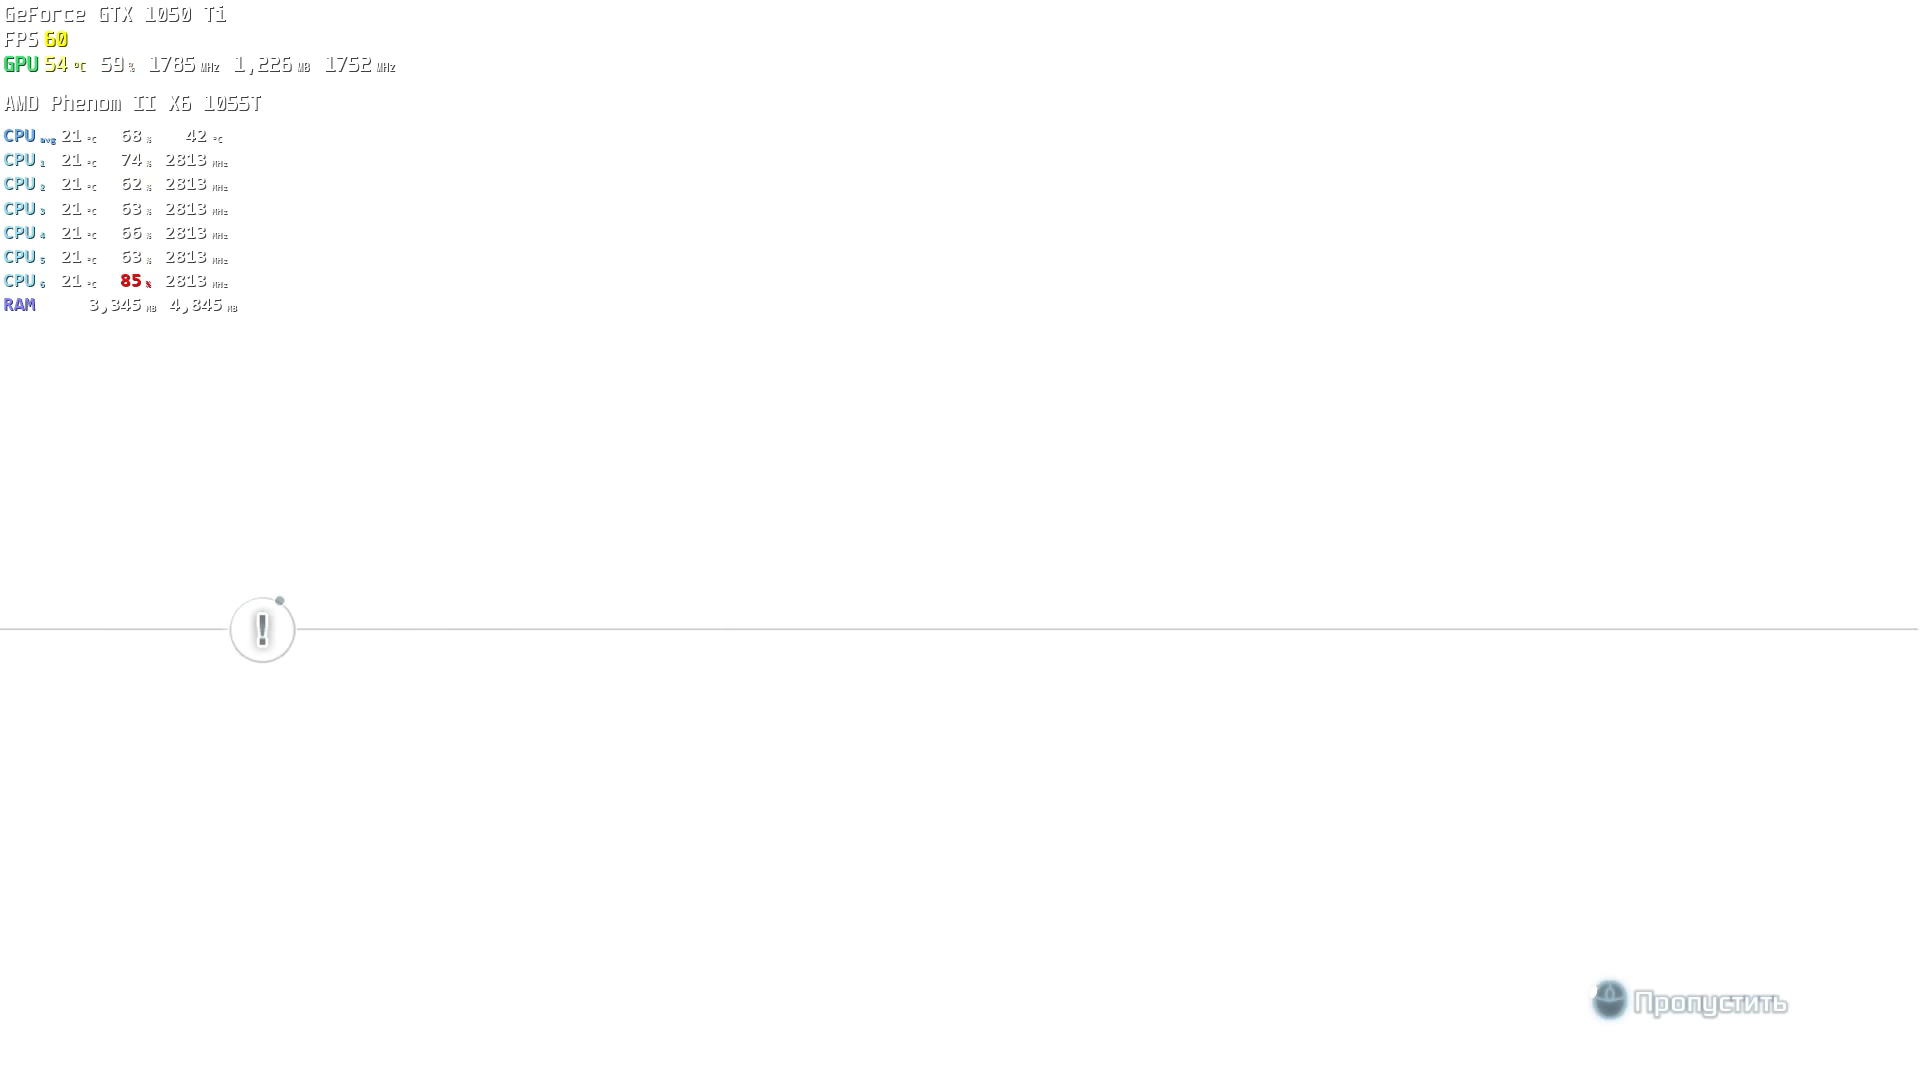 GeForce GTX 1050 Ti
FPS 60
GPU 54 °C 59 % 1785 MHz 1,226 MB 1752 MHz
AMD Phenom II X6 1055T
CPU avg 21 °C 68 % 42 °C
CPU 1 21 °C 74 % 2813 MHz
CPU 2 21 °C 62 % 2813 MHz
CPU 3 21 °C 63 % 2813 MHz
CPU 4 21 °C 66 % 2813 MHz
CPU 5 21 °C 63 % 2813 MHz
CPU 6 21 °C 85 % 2813 MHz
RAM 3,345 MB 4,845 MB
!
Пропустить